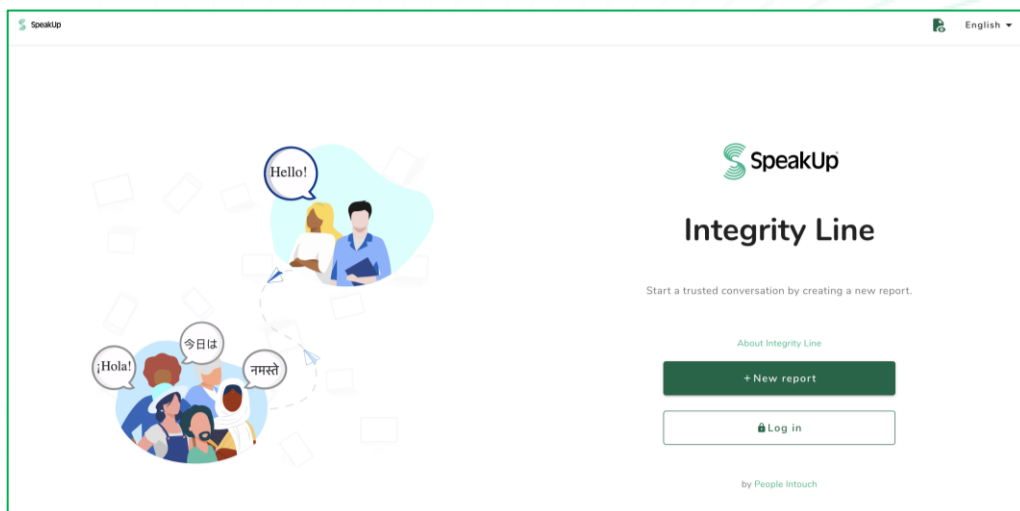 SpeakUp
English
Hello!
¡Hola!
今日は
नमस्ते
SpeakUp
Integrity Line
Start a trusted conversation by creating a new report.
About Integrity Line
+ New report
Log in
by People Intouch